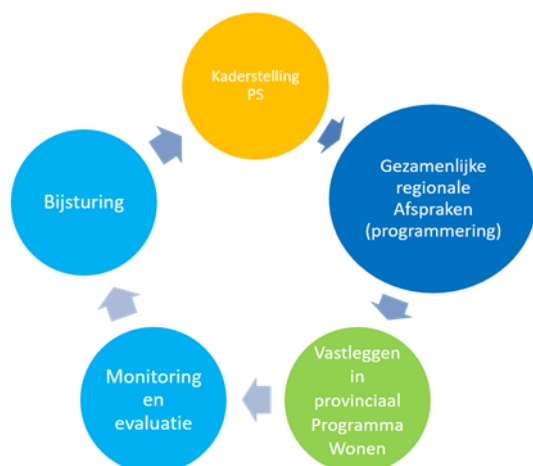 Kaderstelling
PS
Gezamenlijke
regionale
Afspraken
(programmering)
Vastleggen
in
provinciaal
Programma
Wonen
Monitoring
en
evaluatie
Bijsturing